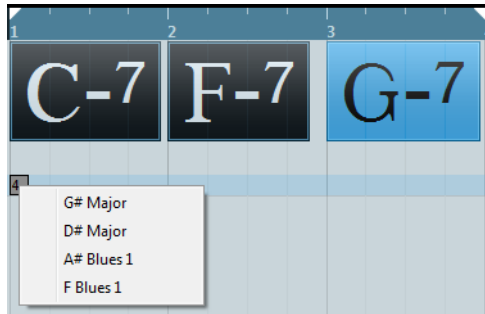 1 2 3
C-7 F-7 G-7
4
G# Major
D# Major
A# Blues 1
F Blues 1